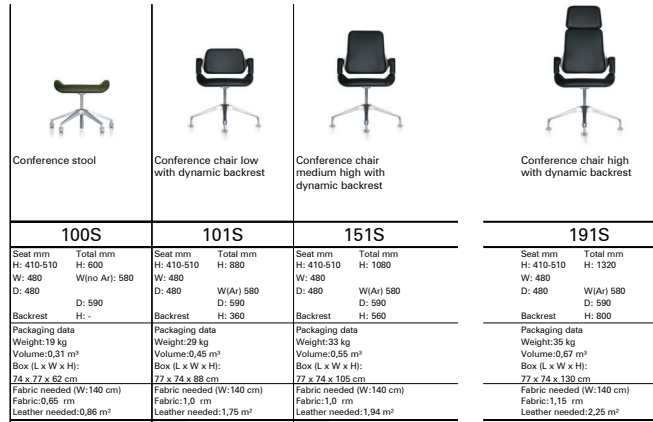 Conference stool
Conference chair low
with dynamic backrest
Conference chair
medium high with
dynamic backrest
Conference chair high
with dynamic backrest
100S
101S
151S
191S
Seat mm Total mm
H: 410-510 H: 600
W: 480 W(no Ar): 580
D: 480
D: 590
Backrest H: -
Packaging data
Weight:19 kg
Volume:0,31 m³
Box (L x W x H):
74 x 77 x 62 cm
Fabric needed (W:140 cm)
Fabric:0,65 rm
Leather needed:0,86 m²
Seat mm Total mm
H: 410-510 H: 880
W: 480
D: 480 W(Ar) 580
D: 590
Backrest H: 360
Packaging data
Weight:29 kg
Volume:0,45 m³
Box (L x W x H):
77 x 74 x 88 cm
Fabric needed (W:140 cm)
Fabric:1,0 rm
Leather needed:1,75 m²
Seat mm Total mm
H: 410-510 H: 1080
W: 480
D: 480 W(Ar) 580
D: 590
Backrest H: 560
Packaging data
Weight:33 kg
Volume:0,55 m³
Box (L x W x H):
77 x 74 x 105 cm
Fabric needed (W:140 cm)
Fabric:1,0 rm
Leather needed:1,94 m²
Seat mm Total mm
H: 410-510 H: 1320
W: 480
D: 480 W(Ar) 580
D: 590
Backrest H: 800
Packaging data
Weight:35 kg
Volume:0,67 m³
Box (L x W x H):
77 x 74 x 130 cm
Fabric needed (W:140 cm)
Fabric:1,15 rm
Leather needed:2,25 m²